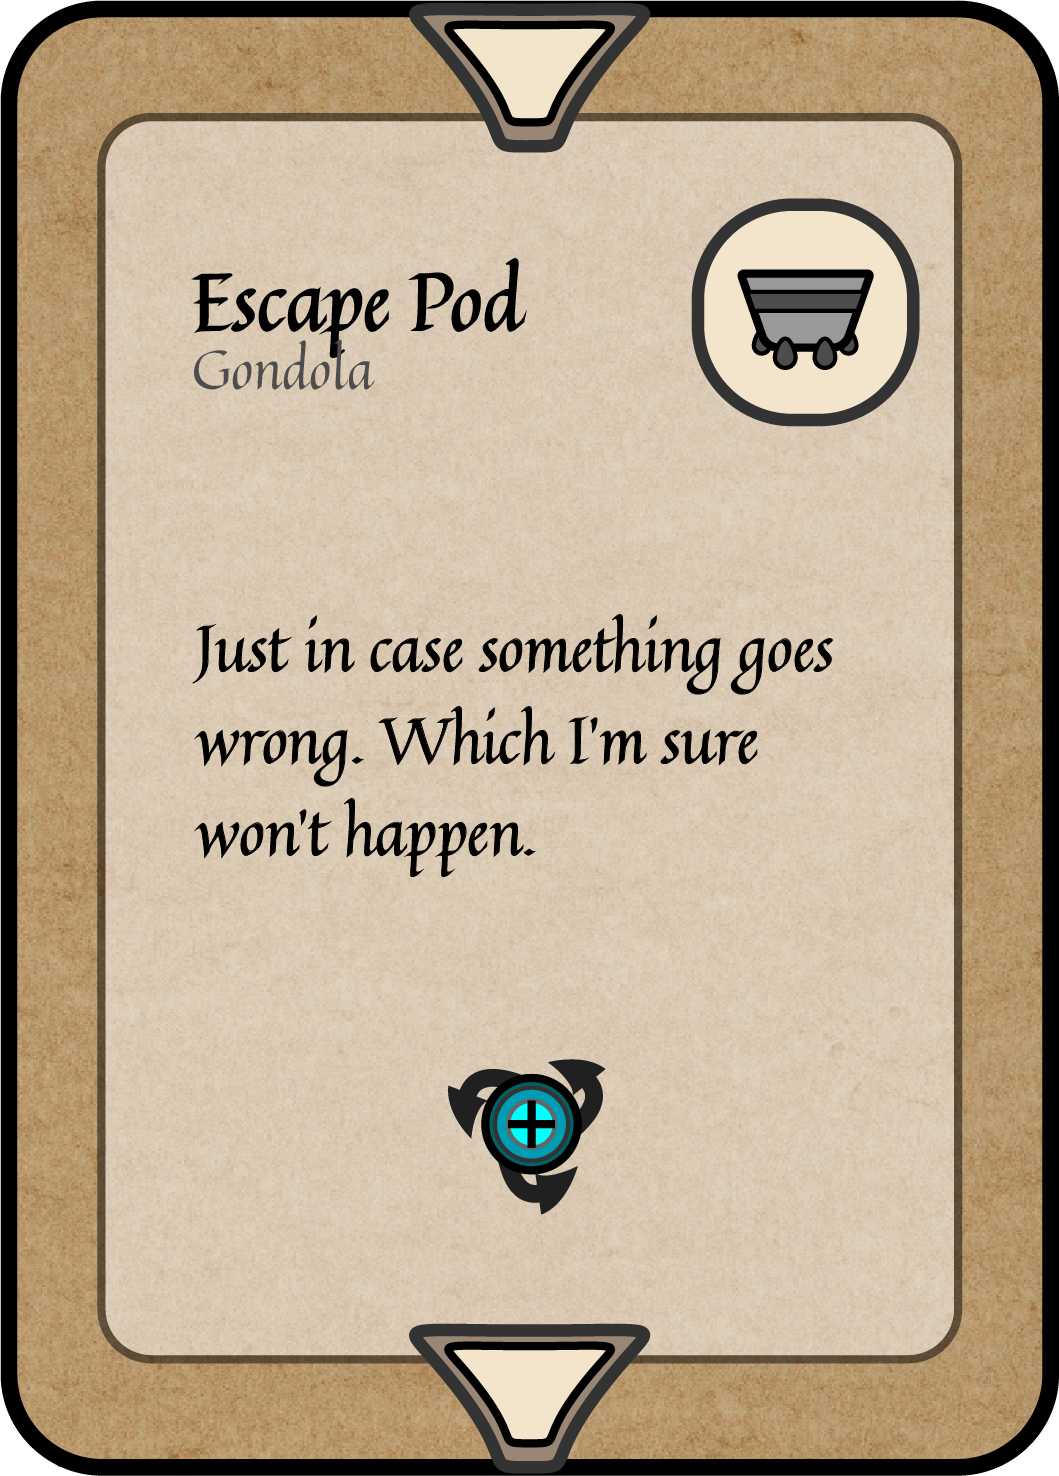 Escape Pod
Gondola
Just in case something goes
wrong. Which I'm sure
won't happen.